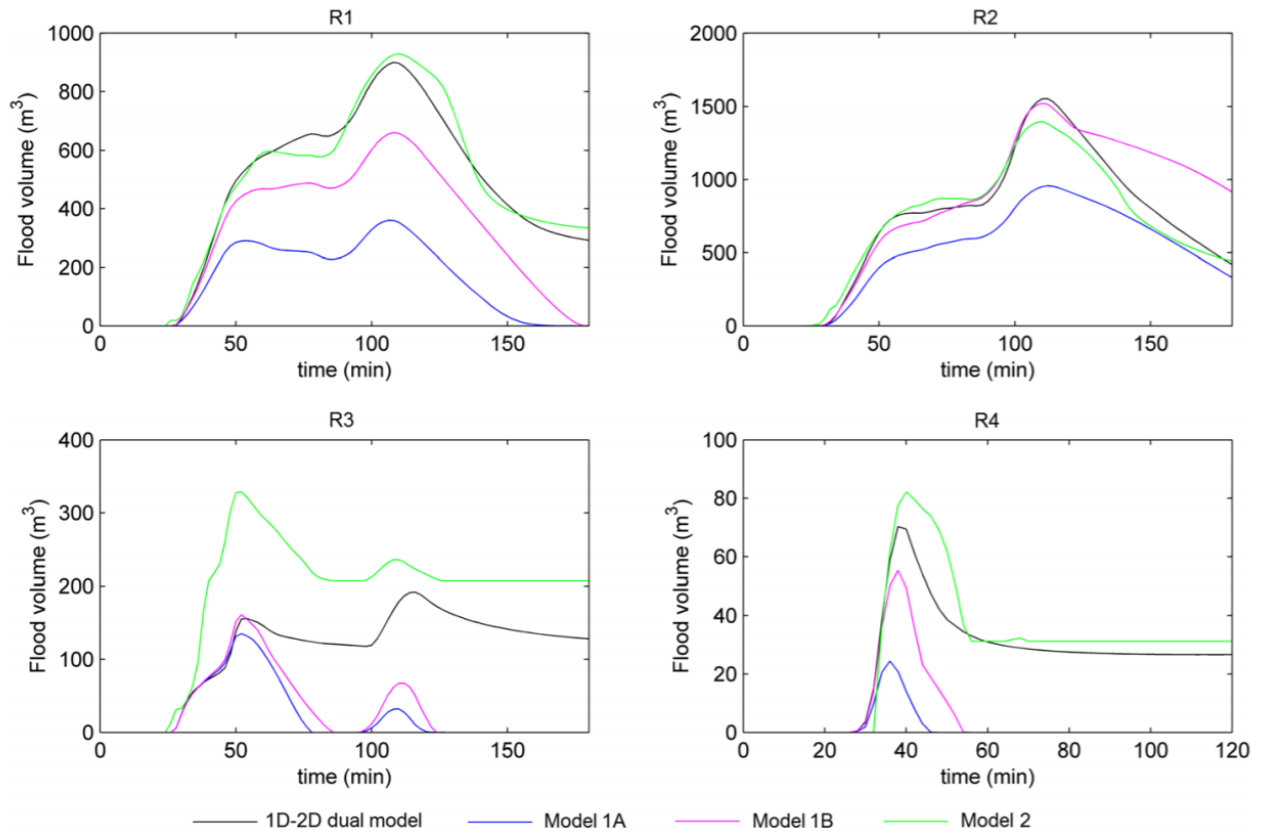 R1
1000
800
600
400
200
0
Flood volume (m³)
0 50 100 150
time (min)
R2
2000
1500
1000
500
0
Flood volume (m³)
0 50 100 150
time (min)
R3
400
300
200
100
0
Flood volume (m³)
0 50 100 150
time (min)
R4
100
80
60
40
20
0
Flood volume (m³)
0 20 40 60 80 100 120
time (min)
1D-2D dual model Model 1A Model 1B Model 2